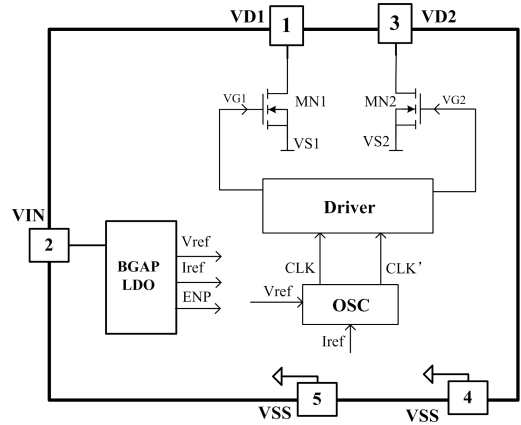 VD1
1
3
VD2
VG1
MN1
MN2
VG2
VS1
VS2
Driver
VIN
2
BGAP
LDO
Vref
Iref
ENP
CLK
CLK'
Vref
OSC
Iref
VSS
5
VSS
4